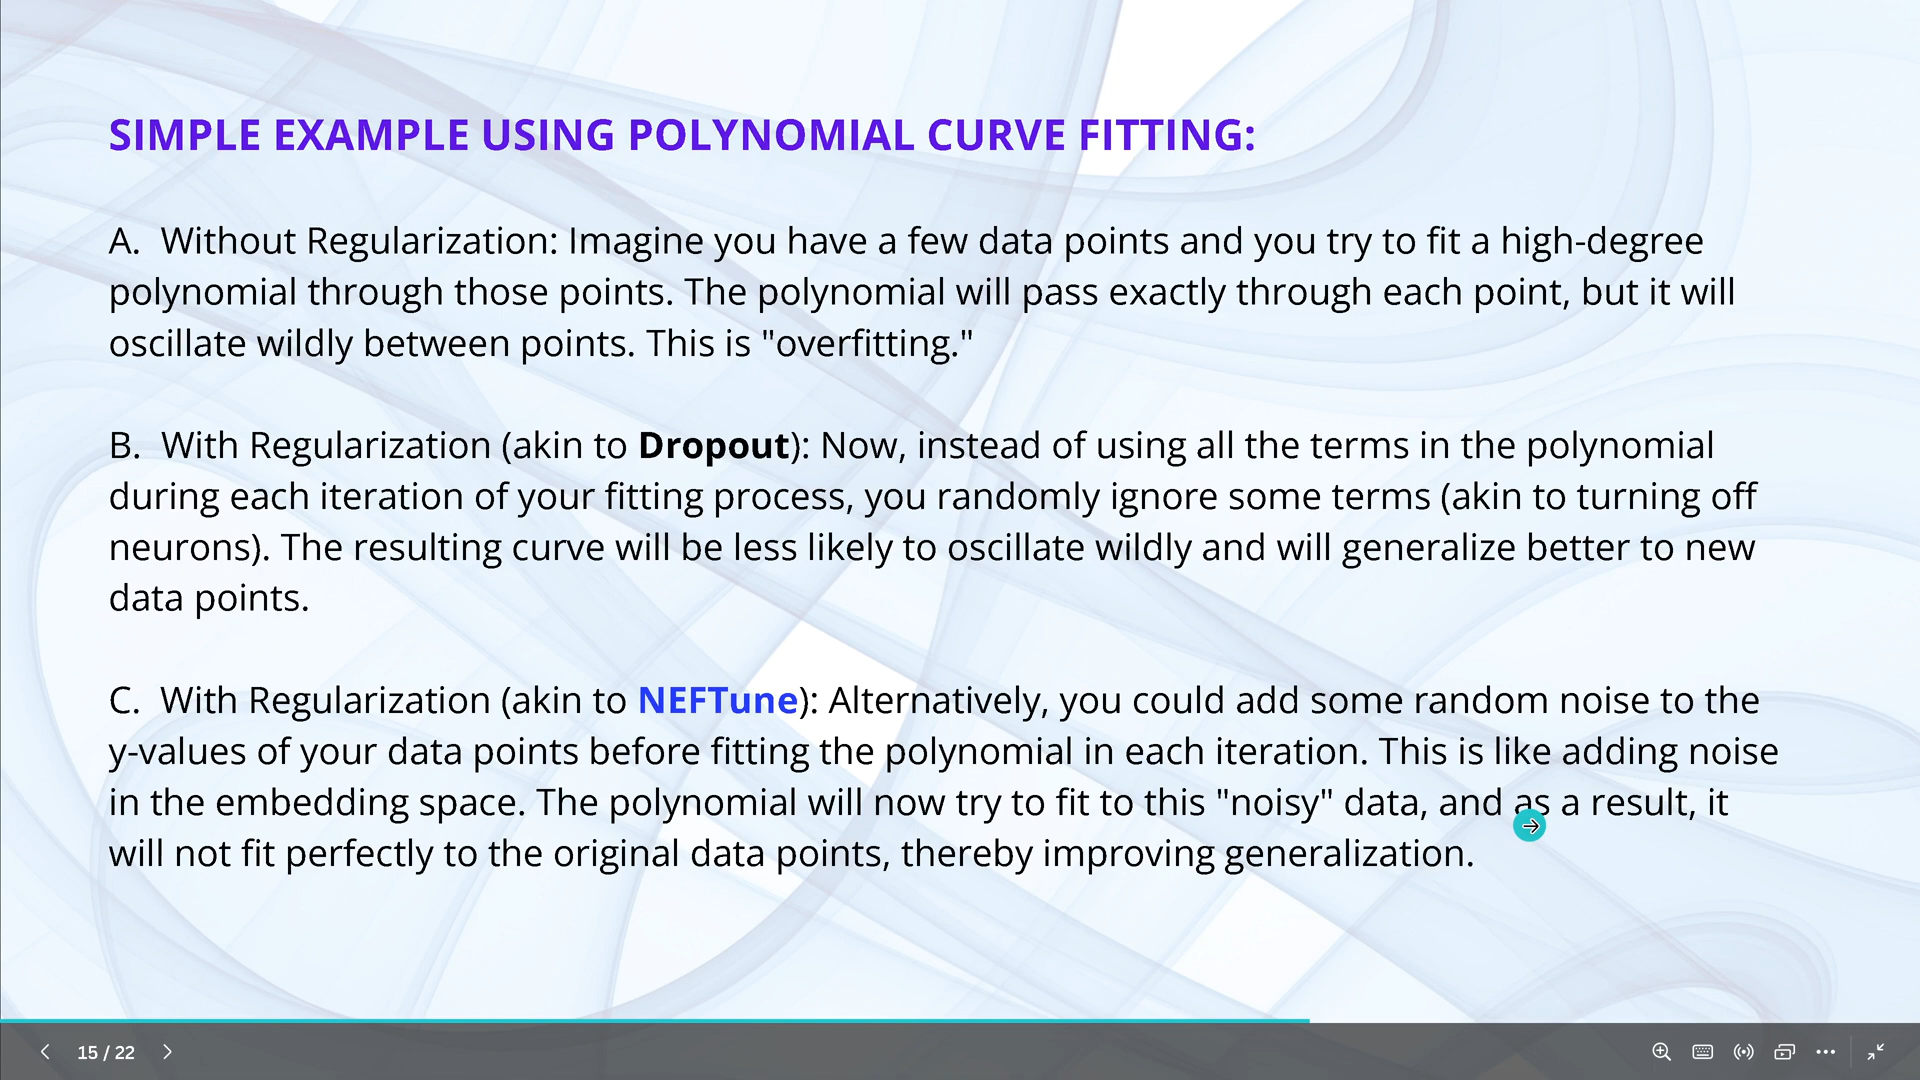 SIMPLE EXAMPLE USING POLYNOMIAL CURVE FITTING:
A. Without Regularization: Imagine you have a few data points and you try to fit a high-degree
polynomial through those points. The polynomial will pass exactly through each point, but it will
oscillate wildly between points. This is "overfitting."
B. With Regularization (akin to Dropout): Now, instead of using all the terms in the polynomial
during each iteration of your fitting process, you randomly ignore some terms (akin to turning off
neurons). The resulting curve will be less likely to oscillate wildly and will generalize better to new
data points.
C. With Regularization (akin to NEFTune): Alternatively, you could add some random noise to the
y-values of your data points before fitting the polynomial in each iteration. This is like adding noise
in the embedding space. The polynomial will now try to fit to this "noisy" data, and as a result, it
will not fit perfectly to the original data points, thereby improving generalization.
15 / 22